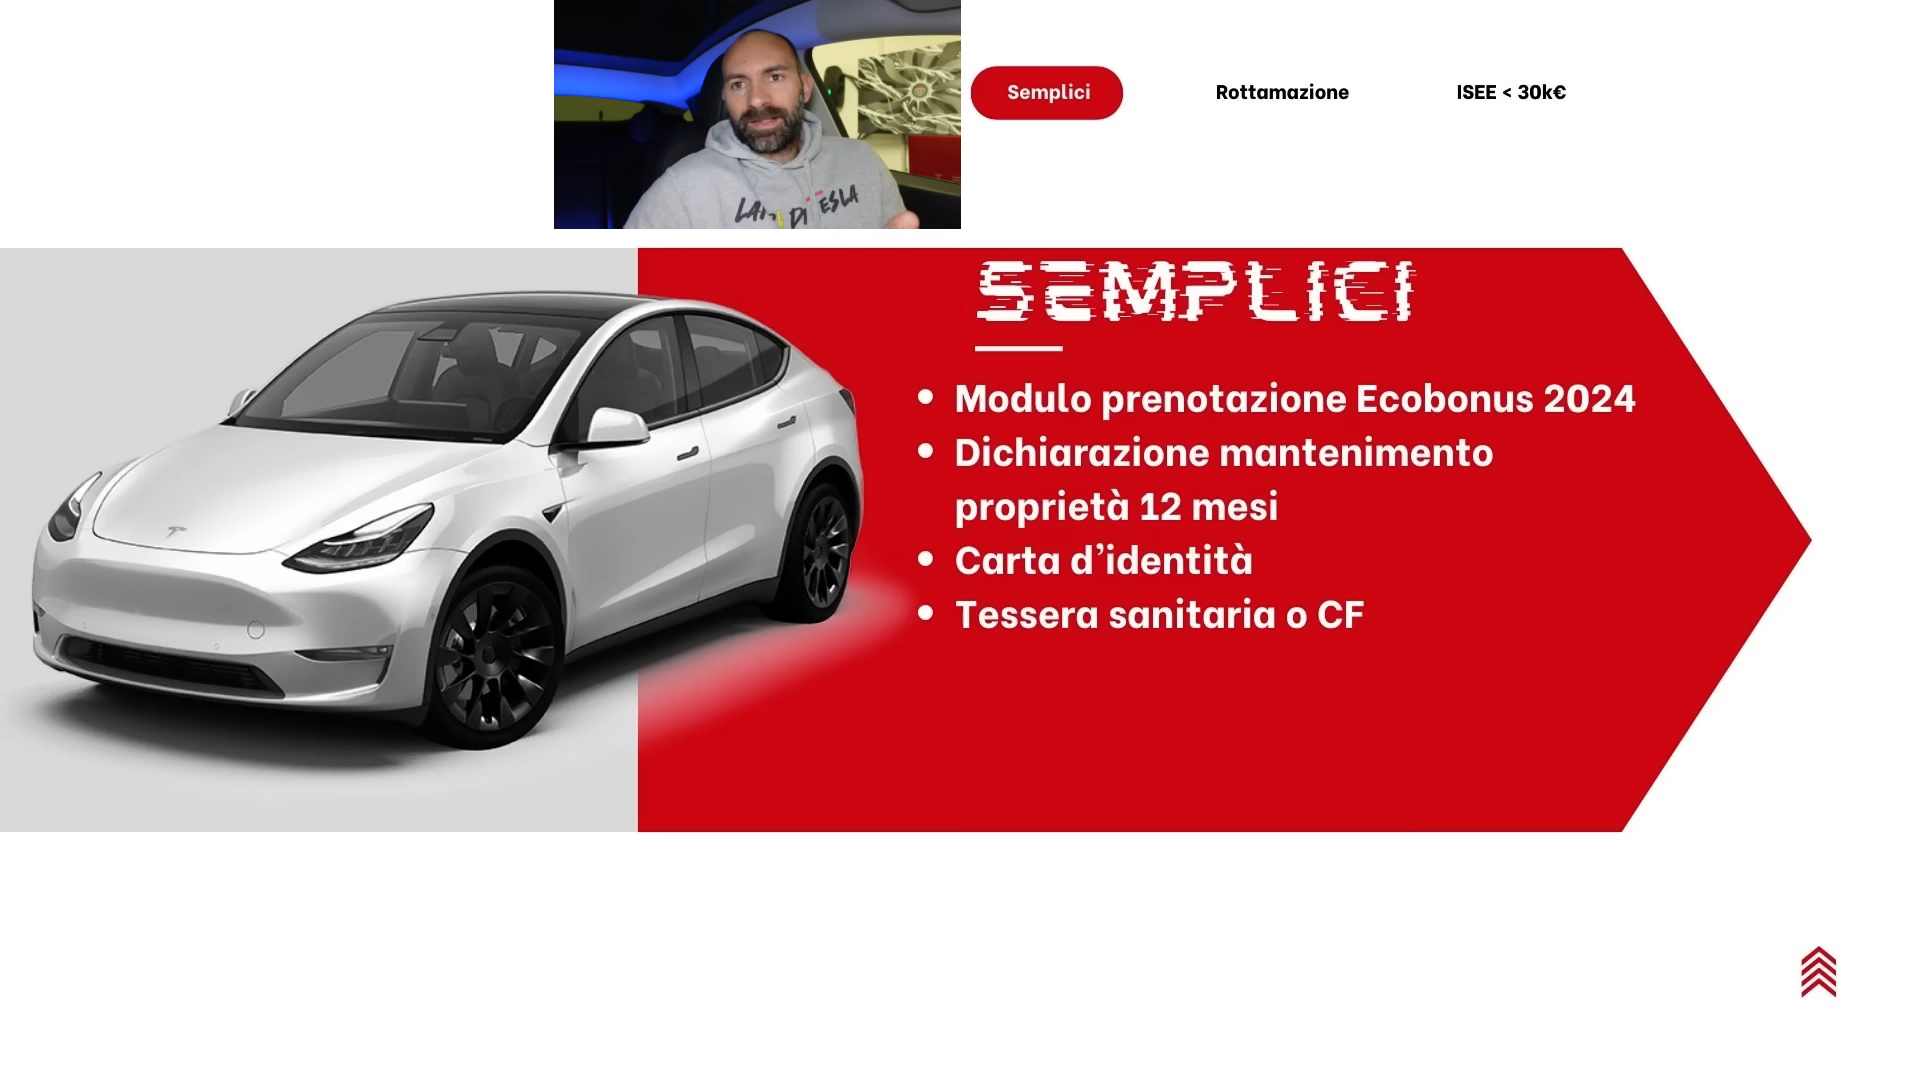 Semplici
Rottamazione
ISEE < 30k€
SEMPLICI
Modulo prenotazione Ecobonus 2024
Dichiarazione mantenimento
proprietà 12 mesi
Carta d’identità
Tessera sanitaria o CF